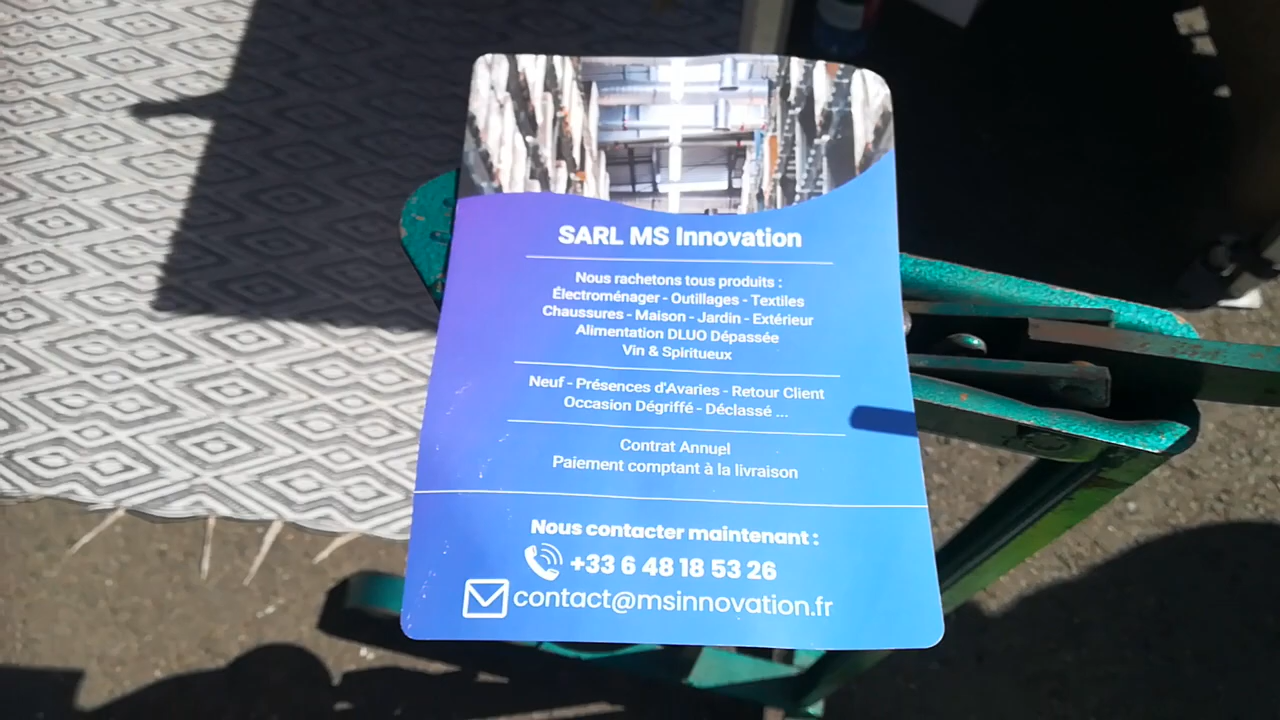 SARL MS Innovation
Nous rachetons tous produits :
Électroménager - Outillages - Textiles
Chaussures - Maison - Jardin - Extérieur
Alimentation DLUO Dépassée
Vin & Spiritueux
Neuf - Présences d'Avaries - Retour Client
Occasion Dégriffé - Déclassé ...
Contrat Annuel
Paiement comptant à la livraison
Nous contacter maintenant :
+33 6 48 18 53 26
contact@msinnovation.fr